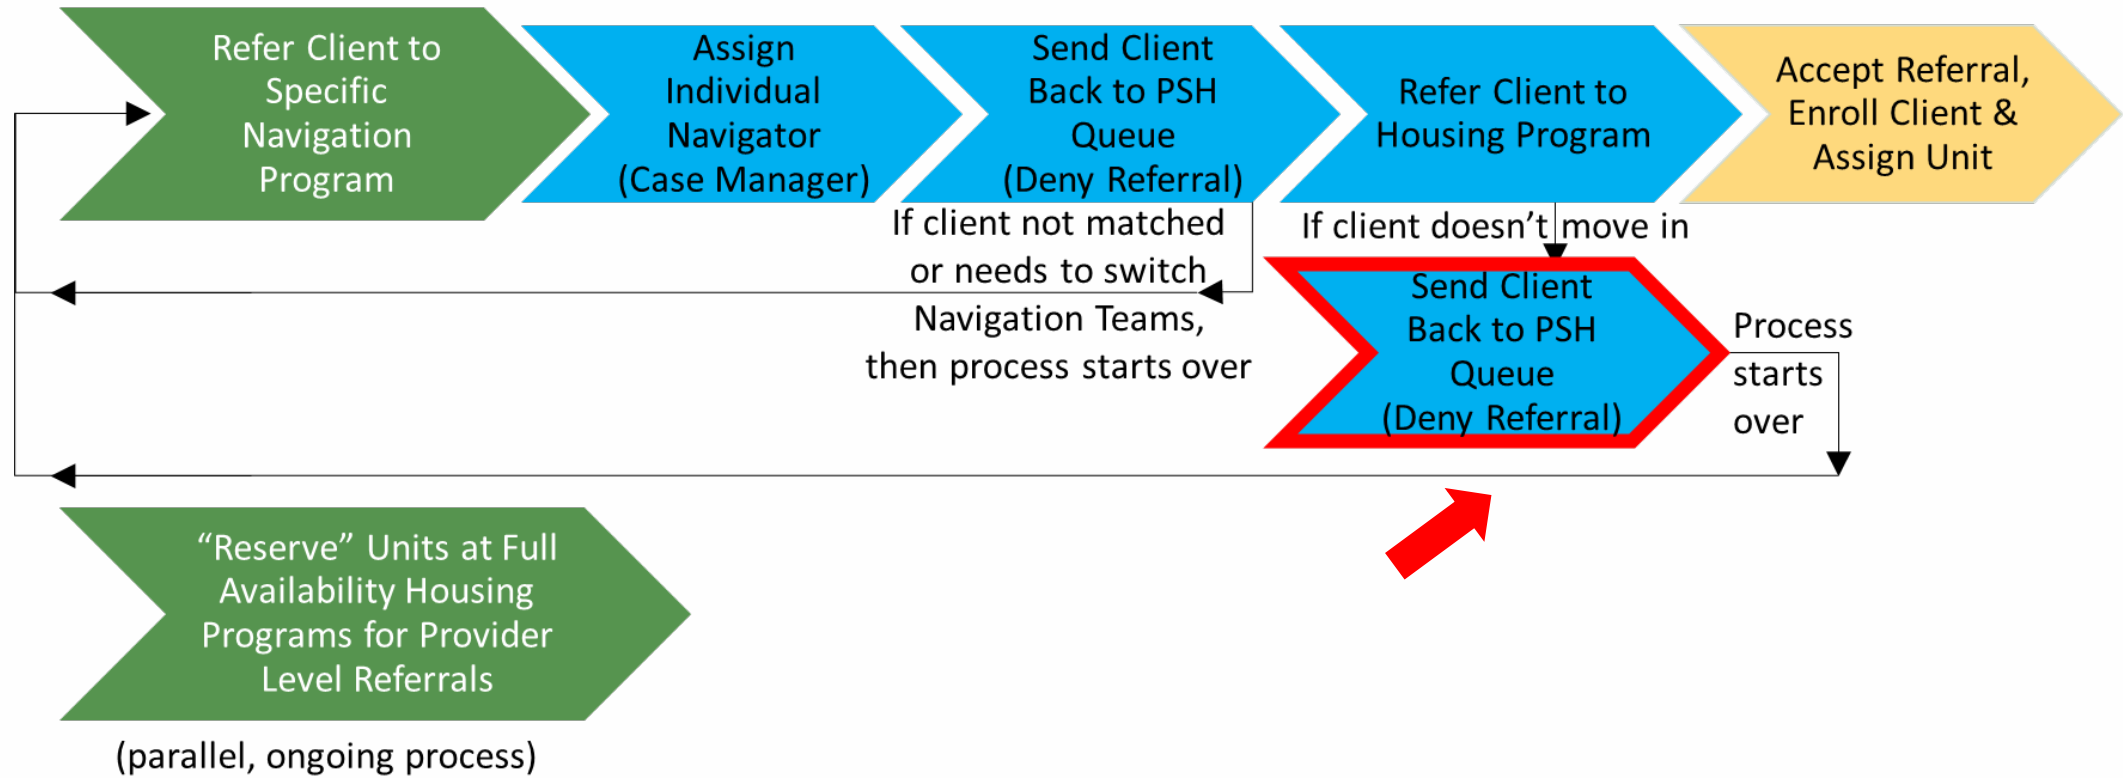 Refer Client to
Specific
Navigation
Program
Assign
Individual
Navigator
(Case Manager)
Send Client
Back to PSH
Queue
(Deny Referral)
Refer Client to
Housing Program
Accept Referral,
Enroll Client &
Assign Unit
If client not matched
or needs to switch
Navigation Teams,
then process starts over
If client doesn’t move in
Send Client
Back to PSH
Queue
(Deny Referral)
Process
starts
over
“Reserve” Units at Full
Availability Housing
Programs for Provider
Level Referrals
(parallel, ongoing process)